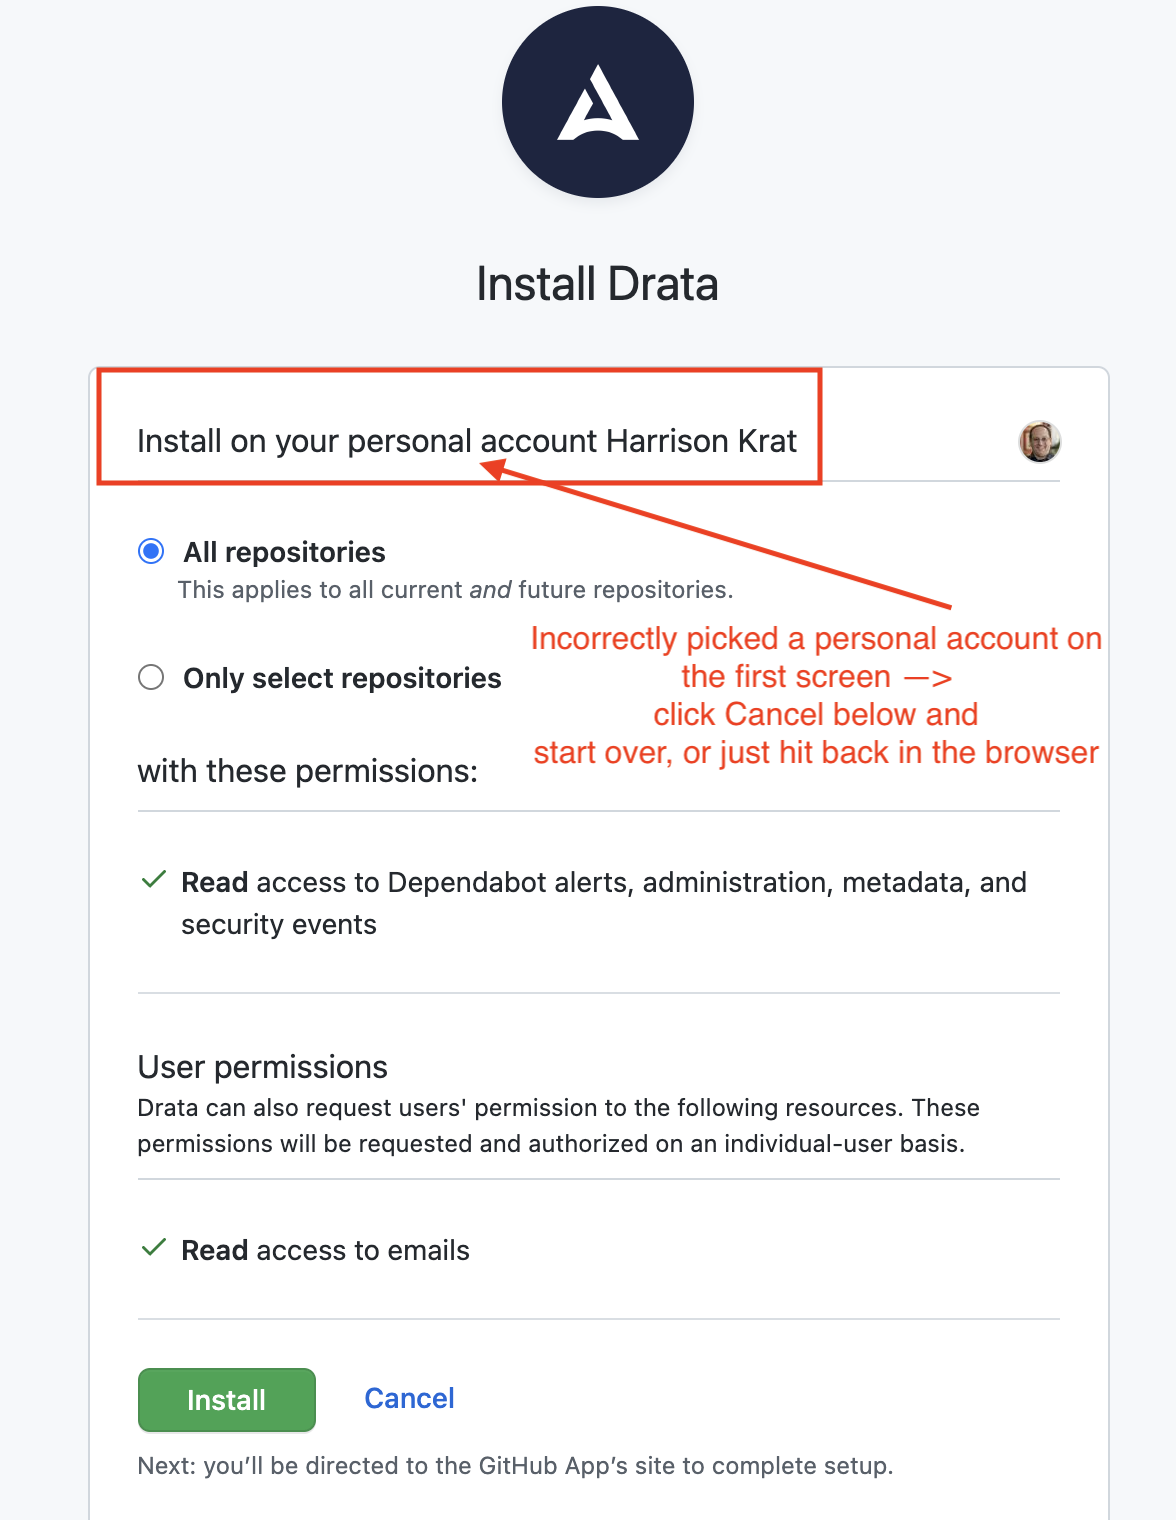 Install Drata
Install on your personal account Harrison Krat
All repositories
This applies to all current and future repositories.
Incorrectly picked a personal account on
the first screen —>
click Cancel below and
start over, or just hit back in the browser
Only select repositories
with these permissions:
Read access to Dependabot alerts, administration, metadata, and
security events
User permissions
Drata can also request users' permission to the following resources. These
permissions will be requested and authorized on an individual-user basis.
Read access to emails
Install Cancel
Next: you’ll be directed to the GitHub App’s site to complete setup.